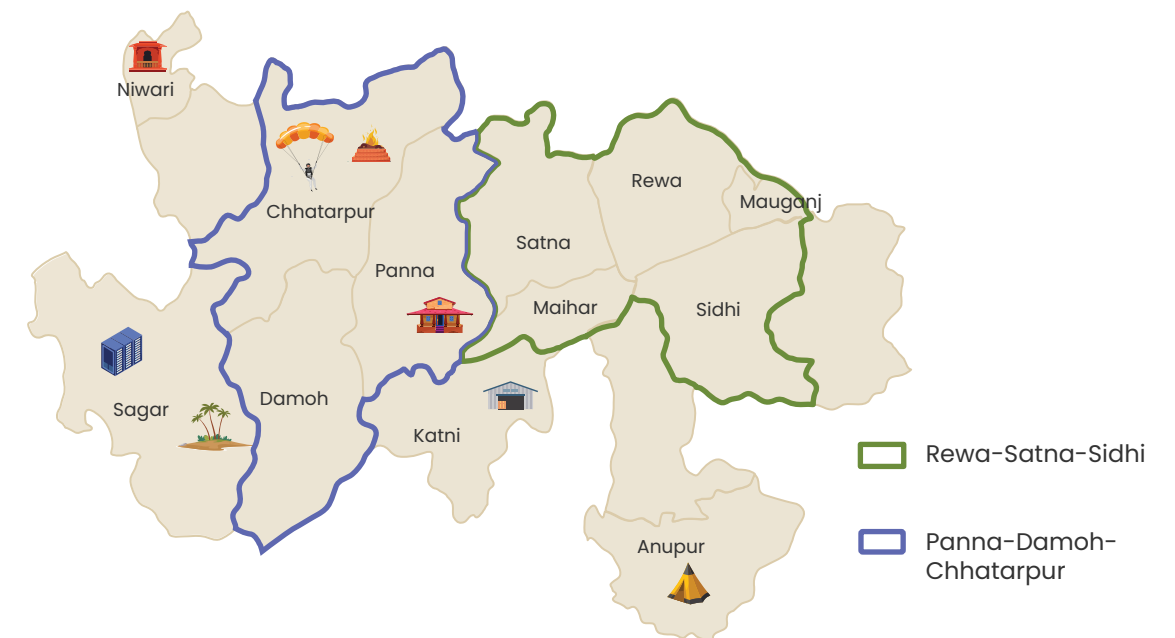 Niwari
Rewa
Mauganj
Chhatarpur
Satna
Panna
Maihar
Sidhi
Damoh
Sagar
Katni
Anupur
Rewa-Satna-Sidhi
Panna-Damoh-
Chhatarpur